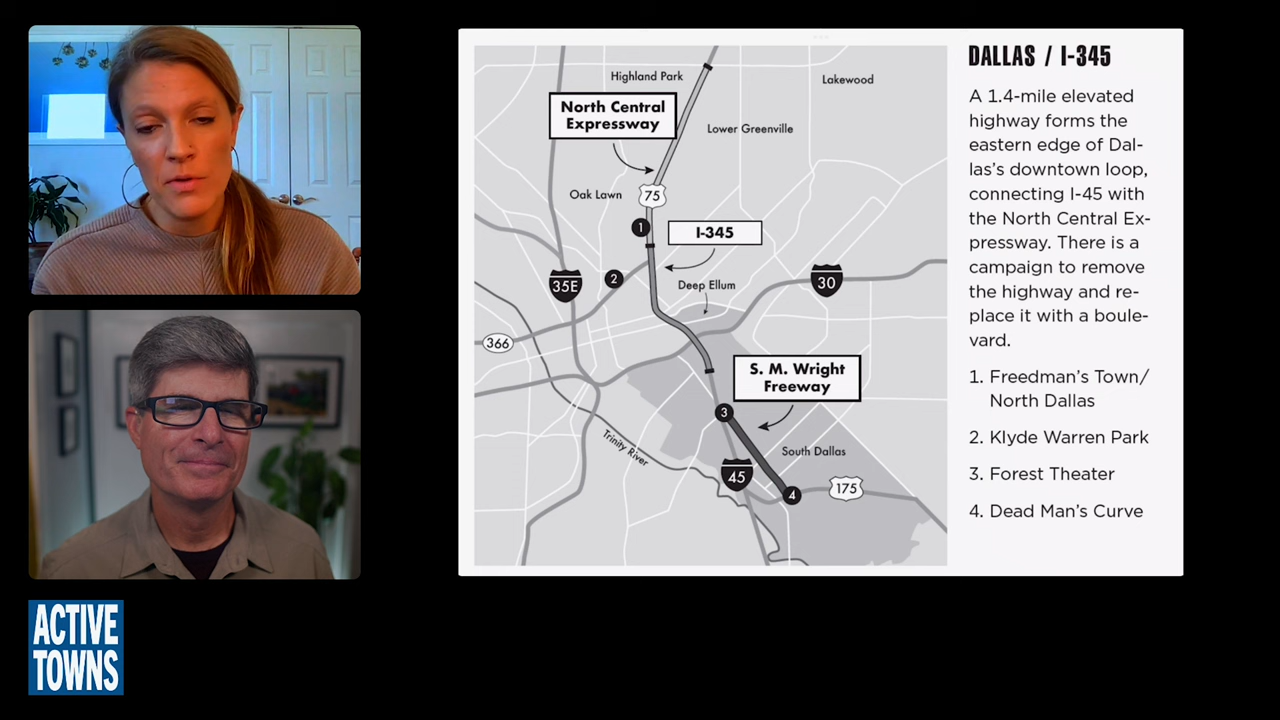 Highland Park
Lakewood
North Central
Expressway
Lower Greenville
Oak Lawn
75
1
I-345
2
35E
Deep Ellum
30
366
S. M. Wright
Freeway
3
Trinity River
South Dallas
45
4
175
DALLAS / I-345
A 1.4-mile elevated
highway forms the
eastern edge of Dal-
las's downtown loop,
connecting I-45 with
the North Central Ex-
pressway. There is a
campaign to remove
the highway and re-
place it with a boule-
vard.
1. Freedman's Town/
North Dallas
2. Klyde Warren Park
3. Forest Theater
4. Dead Man's Curve
ACTIVE
TOWNS